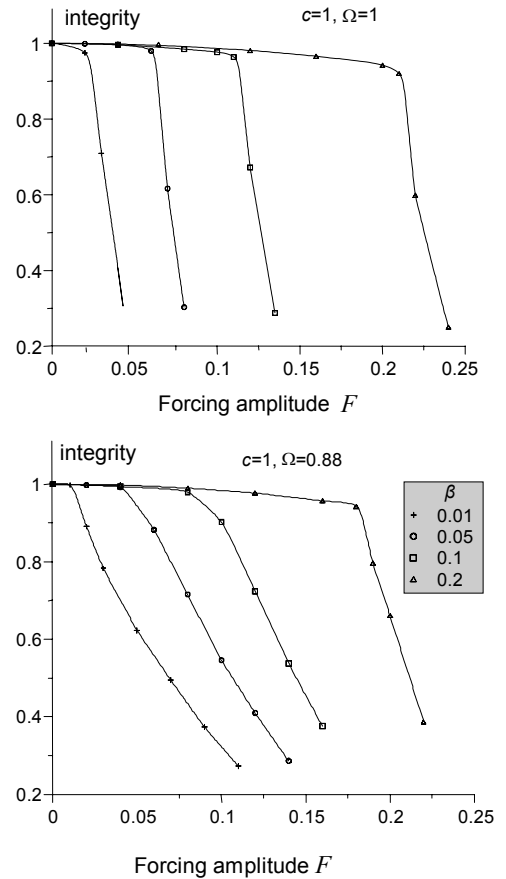 integrity
c=1, Ω=1
1
0.8
0.6
0.4
0.2
0 0.05 0.10 0.15 0.2 0.25
Forcing amplitude F
integrity
c=1, Ω=0.88
1
0.8
0.6
0.4
0.2
β
0.01
0.05
0.1
0.2
0 0.05 0.1 0.15 0.2 0.25
Forcing amplitude F